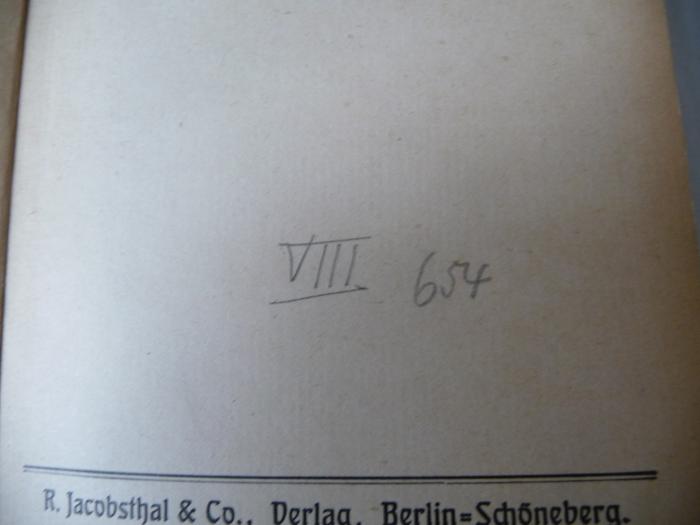 VIII 654
R. Jacobsthal & Co., Verlag, Berlin=Schöneberg.